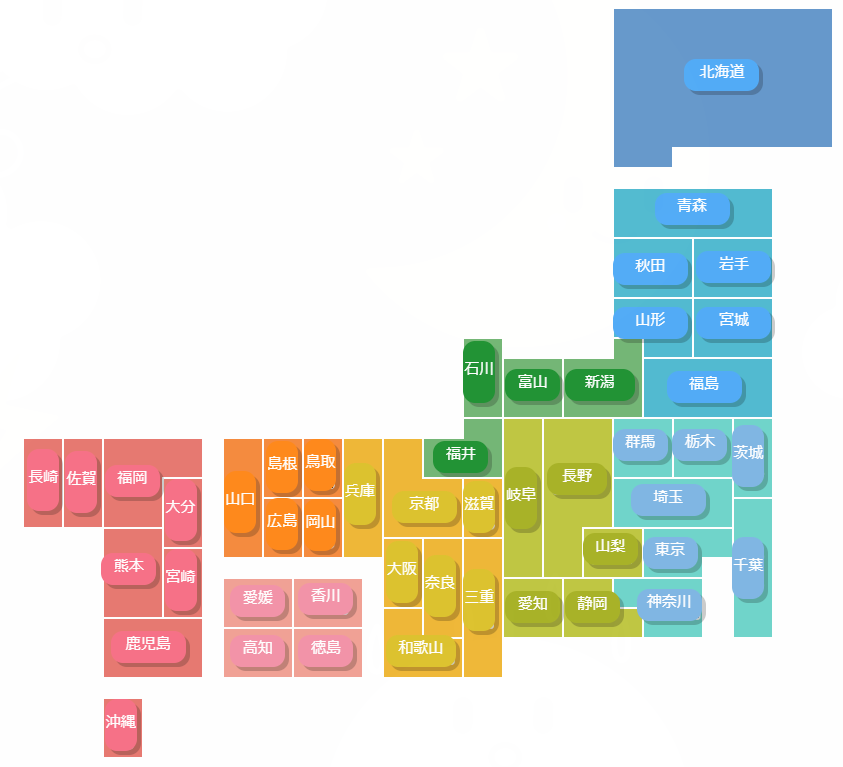 北海道
青森
秋田
岩手
山形
宮城
福島
石川
富山
新潟
福井
群馬
栃木
茨城
埼玉
千葉
東京
神奈川
岐阜
長野
山梨
愛知
静岡
兵庫
京都
滋賀
大阪
奈良
三重
和歌山
山口
島根
鳥取
広島
岡山
愛媛
香川
高知
徳島
長崎
佐賀
福岡
大分
熊本
宮崎
鹿児島
沖縄